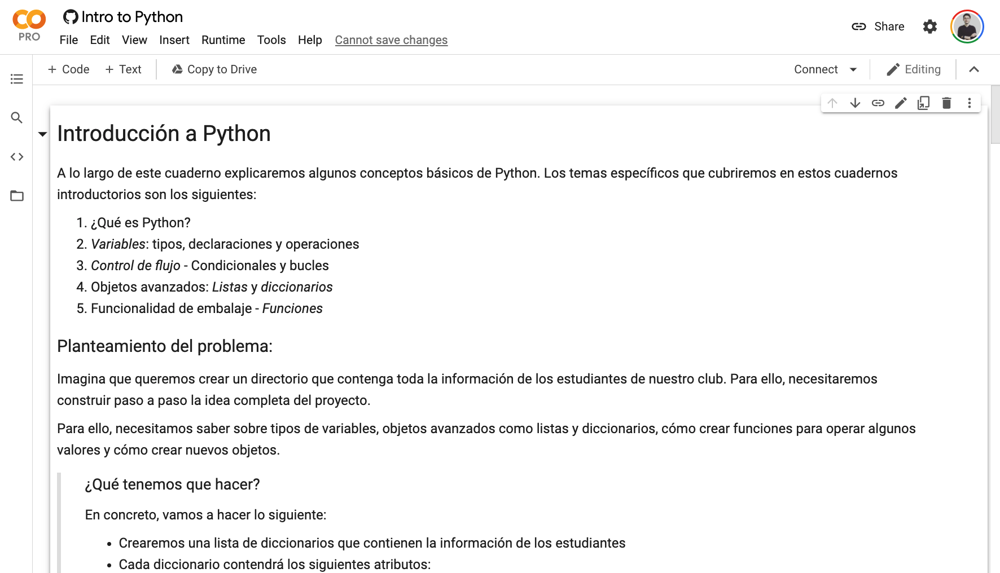 Intro to Python
PRO
File Edit View Insert Runtime Tools Help Cannot save changes
Share
+ Code + Text Copy to Drive
Connect Editing
Introducción a Python
A lo largo de este cuaderno explicaremos algunos conceptos básicos de Python. Los temas específicos que cubriremos en estos cuadernos
introductorios son los siguientes:
1. ¿Qué es Python?
2. Variables: tipos, declaraciones y operaciones
3. Control de flujo - Condicionales y bucles
4. Objetos avanzados: Listas y diccionarios
5. Funcionalidad de embalaje - Funciones
Planteamiento del problema:
Imagina que queremos crear un directorio que contenga toda la información de los estudiantes de nuestro club. Para ello, necesitaremos
construir paso a paso la idea completa del proyecto.
Para ello, necesitamos saber sobre tipos de variables, objetos avanzados como listas y diccionarios, cómo crear funciones para operar algunos
valores y cómo crear nuevos objetos.
¿Qué tenemos que hacer?
En concreto, vamos a hacer lo siguiente:
• Crearemos una lista de diccionarios que contienen la información de los estudiantes
• Cada diccionario contendrá los siguientes atributos: